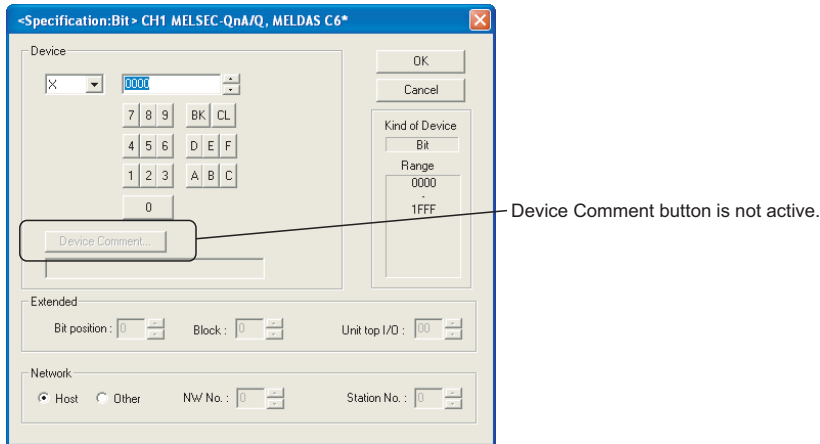 <Specification:Bit> CH1 MELSEC-QnA/Q, MELDAS C6*
Device
X
0000
7 8 9 BK CL
4 5 6 D E F
1 2 3 A B C
0
Device Comment...
OK
Cancel
Kind of Device
Bit
Range
0000
-
1FFF
Device Comment button is not active.
Extended
Bit position : 0
Block : 0
Unit top I/O : 00
Network
Host
Other
NW No. : 0
Station No. : 0